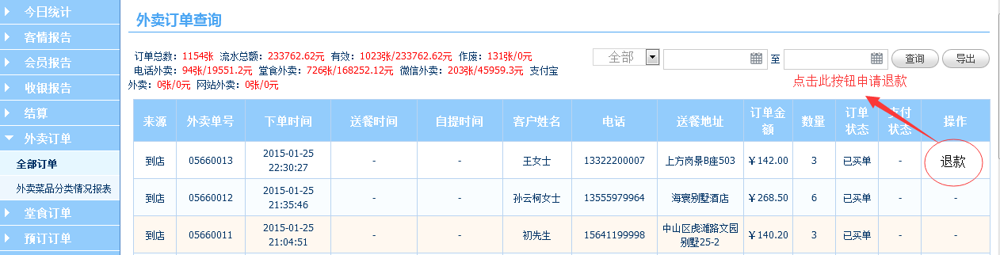 今日统计
客情报告
会员报告
收银报告
结算
外卖订单
全部订单
外卖菜品分类情况报表
堂食订单
预订订单
外卖订单查询
订单总数：1154张 流水总额：233762.62元 有效：1023张/233762.62元 作废：131张/0元
电话外卖：94张/19551.2元 堂食外卖：726张/168252.12元 微信外卖：203张/45959.3元 支付宝
外卖：0张/0元 网站外卖：0张/0元
全部 至 查询 导出
点击此按钮申请退款
来源 外卖单号 下单时间 送餐时间 自提时间 客户姓名 电话 送餐地址 订单金额 数量 订单状态 支付状态 操作
到店 05660013 2015-01-25 22:30:27 - - 王女士 13322200007 上方岗景B座503 ￥142.00 3 已买单 - 退款
到店 05660012 2015-01-25 21:35:46 - - 孙云柯女士 13555979964 海寰别墅酒店 ￥268.50 6 已买单 - -
到店 05660011 2015-01-25 21:04:51 - - 初先生 15641199998 中山区虎滩路文园别墅25-2 ￥140.20 3 已买单 - -